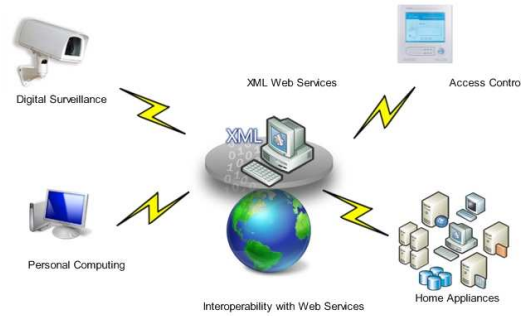 XML Web Services
Access Contro
Digital Surveillance
XML
Personal Computing
Home Appliances
Interoperability with Web Services